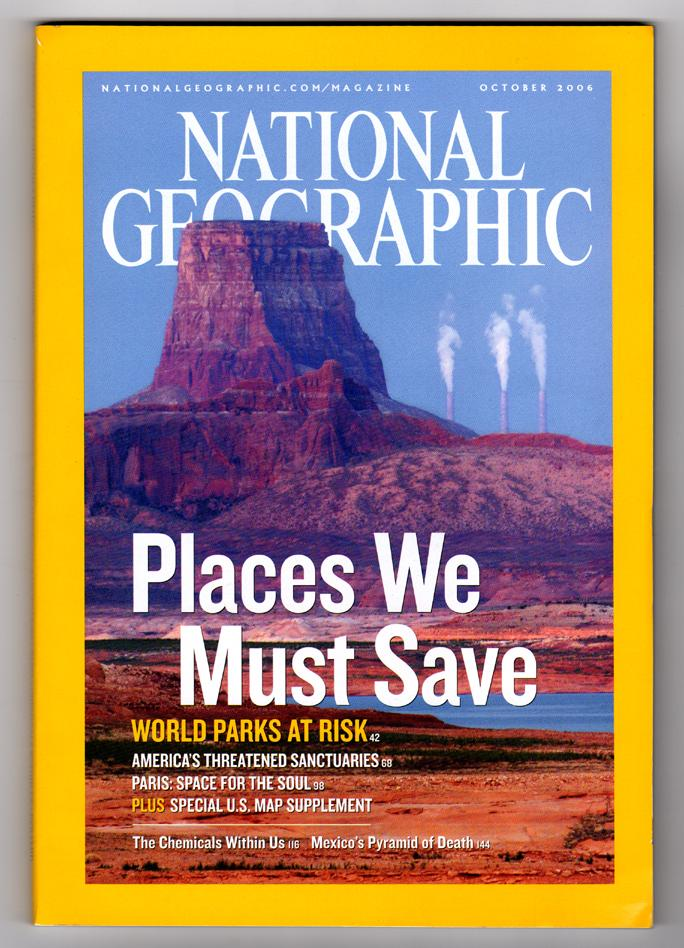 NATIONALGEOGRAPHIC.COM/MAGAZINE OCTOBER 2006
NATIONAL
GEOGRAPHIC
Places We
Must Save
WORLD PARKS AT RISK 42
AMERICA'S THREATENED SANCTUARIES 68
PARIS: SPACE FOR THE SOUL 98
PLUS SPECIAL U.S. MAP SUPPLEMENT
The Chemicals Within Us 116 Mexico's Pyramid of Death 144